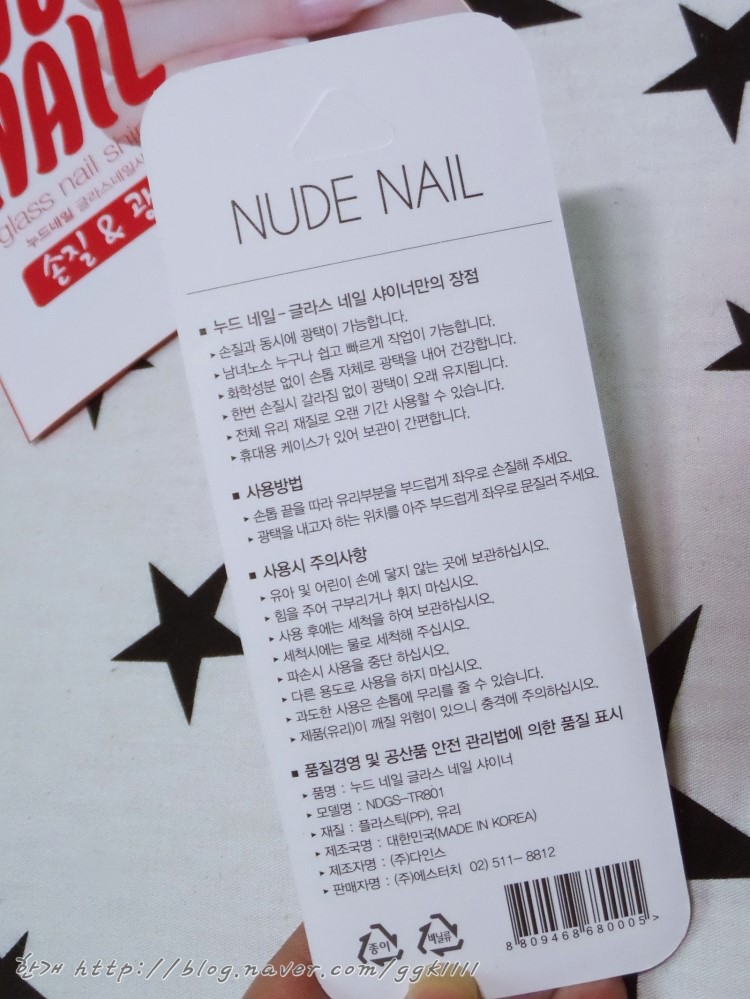 NAIL
glass nail shi
누드네일 글라스네일샤
손질 & 광
NUDE NAIL
■ 누드 네일 - 글라스 네일 샤이너만의 장점
▸ 손질과 동시에 광택이 가능합니다.
▸ 남녀노소 누구나 쉽고 빠르게 작업이 가능합니다.
▸ 화학성분 없이 손톱 자체로 광택을 내어 건강합니다.
▸ 한번 손질시 갈라짐 없이 광택이 오래 유지됩니다.
▸ 전체 유리 재질로 오랜 기간 사용할 수 있습니다.
▸ 휴대용 케이스가 있어 보관이 간편합니다.
■ 사용방법
▸ 손톱 끝을 따라 유리부분을 부드럽게 좌우로 손질해 주세요.
▸ 광택을 내고자 하는 위치를 아주 부드럽게 좌우로 문질러 주세요.
■ 사용시 주의사항
▸ 유아 및 어린이 손에 닿지 않는 곳에 보관하십시오.
▸ 힘을 주어 구부리거나 휘지 마십시오.
▸ 사용 후에는 세척을 하여 보관하십시오.
▸ 세척시에는 물로 세척해 주십시오.
▸ 파손시 사용을 중단 하십시오.
▸ 다른 용도로 사용을 하지 마십시오.
▸ 과도한 사용은 손톱에 무리를 줄 수 있습니다.
▸ 제품(유리)이 깨질 위험이 있으니 충격에 주의하십시오.
■ 품질경영 및 공산품 안전 관리법에 의한 품질 표시
▸ 품명 : 누드 네일 글라스 네일 샤이너
▸ 모델명 : NDGS-TR801
▸ 재질 : 플라스틱(PP), 유리
▸ 제조국명 : 대한민국(MADE IN KOREA)
▸ 제조자명 : (주)다인스
▸ 판매자명 : (주)에스터치 02) 511- 8812
종이
비닐류
8 809468 680005 >
http://blog.naver.com/ggk1111